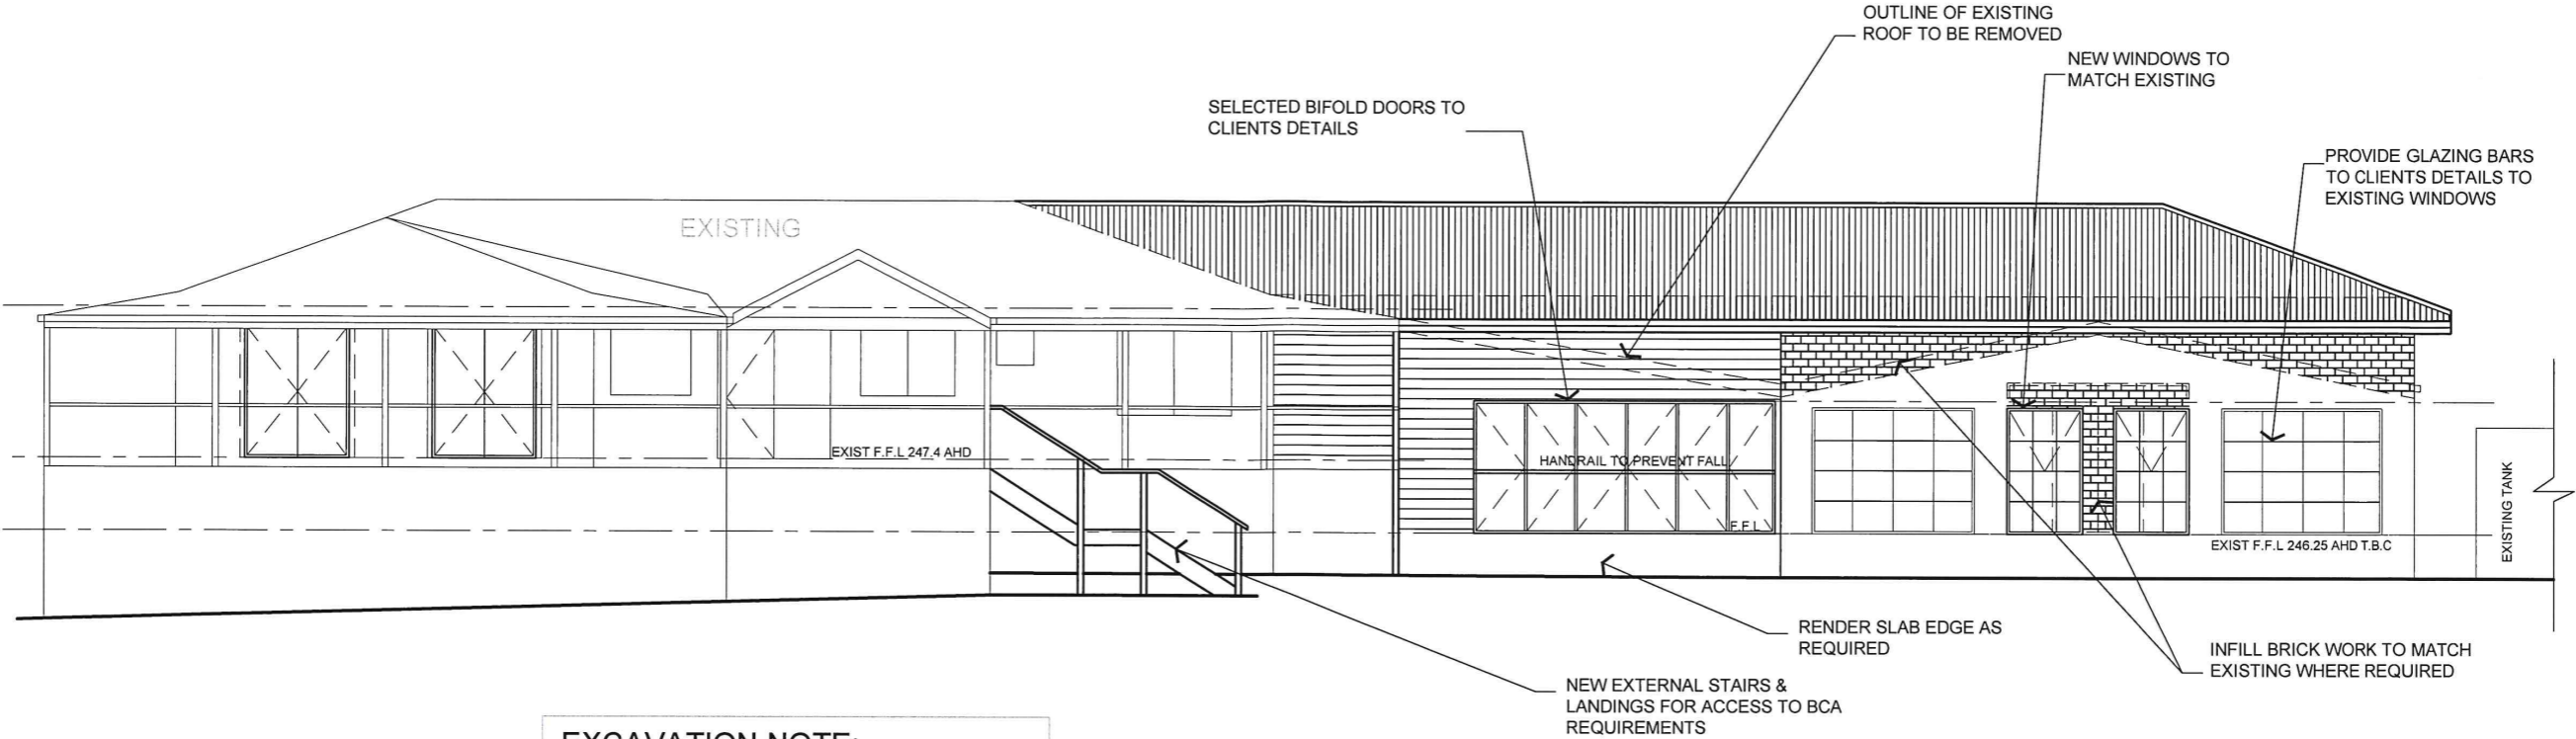 OUTLINE OF EXISTING
ROOF TO BE REMOVED
NEW WINDOWS TO
MATCH EXISTING
SELECTED BIFOLD DOORS TO
CLIENTS DETAILS
PROVIDE GLAZING BARS
TO CLIENTS DETAILS TO
EXISTING WINDOWS
EXISTING
EXIST F.F.L 247.4 AHD
HANDRAIL TO PREVENT FALL
F.F.L
EXIST F.F.L 246.25 AHD T.B.C
EXISTING TANK
RENDER SLAB EDGE AS
REQUIRED
INFILL BRICK WORK TO MATCH
EXISTING WHERE REQUIRED
NEW EXTERNAL STAIRS &
LANDINGS FOR ACCESS TO BCA
REQUIREMENTS
EXCAVATION NOTE: